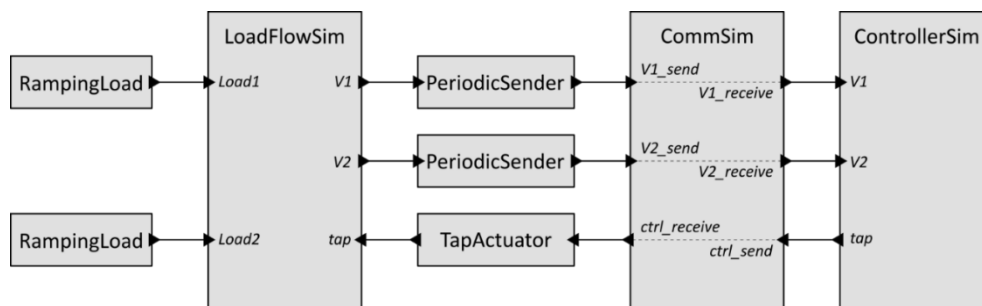 LoadFlowSim
CommSim
ControllerSim
RampingLoad
Load1
V1
PeriodicSender
V1_send
V1_receive
V1
V2
PeriodicSender
V2_send
V2_receive
V2
RampingLoad
Load2
tap
TapActuator
ctrl_receive
ctrl_send
tap